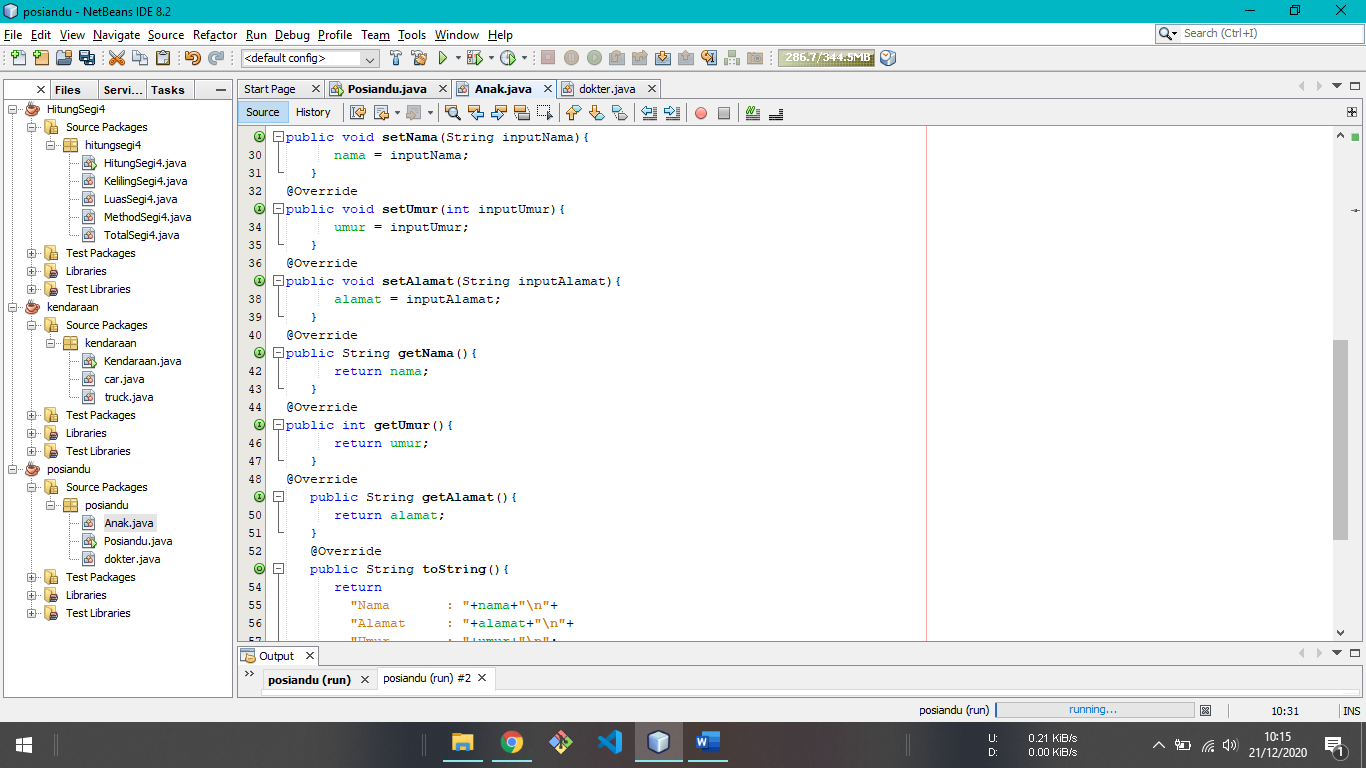 posiandu - NetBeans IDE 8.2
File Edit View Navigate Source Refactor Run Debug Profile Team Tools Window Help
Search (Ctrl+I)
<default config>
286.7/344.5MB
Files Servi... Tasks
HitungSegi4
Source Packages
hitungsegi4
HitungSegi4.java
KelilingSegi4.java
LuasSegi4.java
MethodSegi4.java
TotalSegi4.java
Test Packages
Libraries
Test Libraries
kendaraan
Source Packages
kendaraan
Kendaraan.java
car.java
truck.java
Test Packages
Libraries
Test Libraries
posiandu
Source Packages
posiandu
Anak.java
Posiandu.java
dokter.java
Test Packages
Libraries
Test Libraries
Start Page Posiandu.java Anak.java dokter.java
Source History
public void setNama(String inputNama){
30 nama = inputNama;
31 }
32 @Override
public void setUmur(int inputUmur){
34 umur = inputUmur;
35 }
36 @Override
public void setAlamat(String inputAlamat){
38 alamat = inputAlamat;
39 }
40 @Override
public String getNama(){
42 return nama;
43 }
44 @Override
public int getUmur(){
46 return umur;
47 }
48 @Override
public String getAlamat(){
50 return alamat;
51 }
52 @Override
public String toString(){
54 return
55 "Nama : "+nama+"\n"+
56 "Alamat : "+alamat+"\n"+
57 "Umur : "+umur+"\n";
Output
posiandu (run) posiandu (run) #2
posiandu (run) running... 10:31 INS
U: 0.21 KiB/s
D: 0.00 KiB/s
10:15
21/12/2020
1